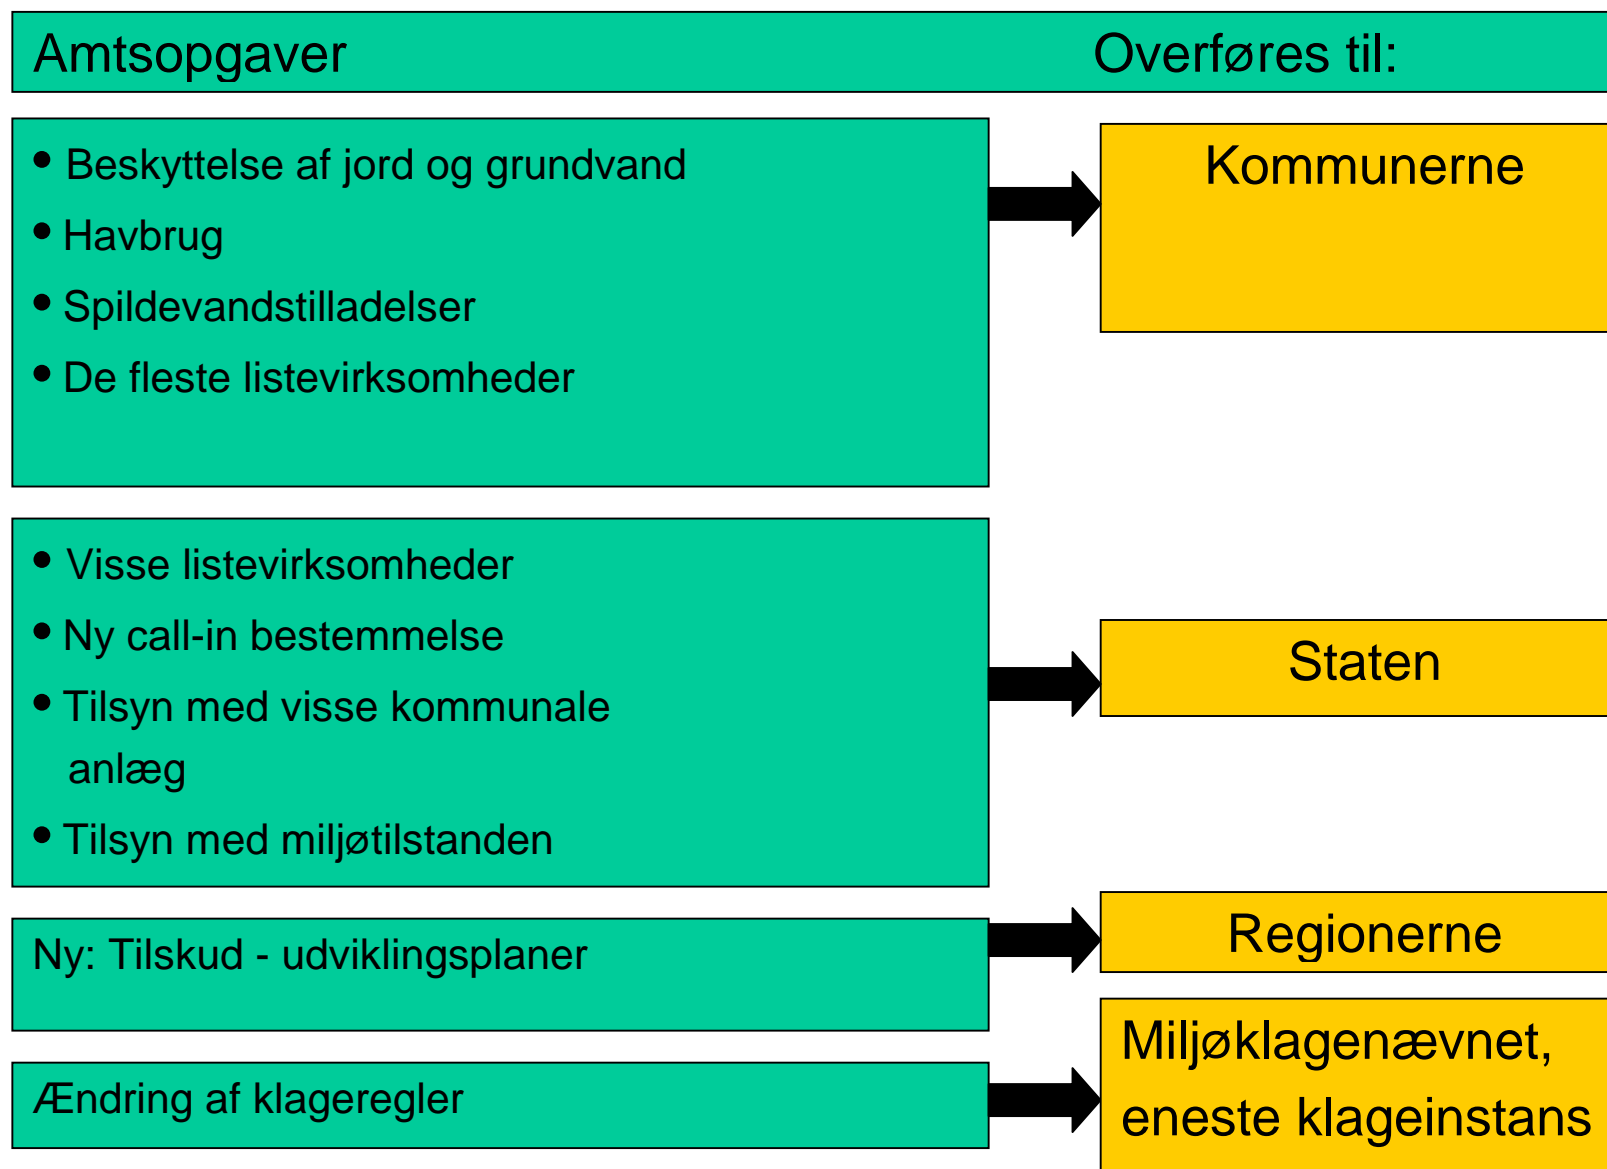 Amtsopgaver Overføres til:
• Beskyttelse af jord og grundvand
• Havbrug
• Spildevandstilladelser
• De fleste listevirksomheder
Kommunerne
• Visse listevirksomheder
• Ny call-in bestemmelse
• Tilsyn med visse kommunale
anlæg
• Tilsyn med miljøtilstanden
Staten
Ny: Tilskud - udviklingsplaner
Regionerne
Ændring af klageregler
Miljøklagenævnet,
eneste klageinstans